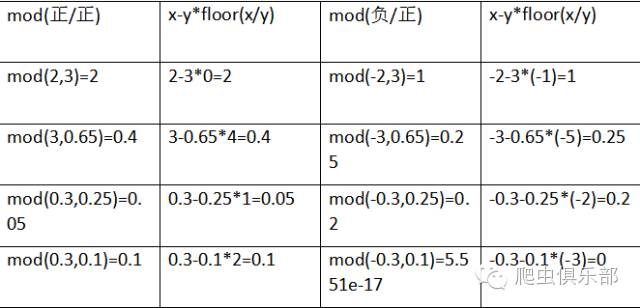 mod(正/正) x-y*floor(x/y) mod(负/正) x-y*floor(x/y)
mod(2,3)=2 2-3*0=2 mod(-2,3)=1 -2-3*(-1)=1
mod(3,0.65)=0.4 3-0.65*4=0.4 mod(-3,0.65)=0.2 -3-0.65*(-5)=0.25
5
mod(0.3,0.25)=0. 0.3-0.25*1=0.05 mod(-0.3,0.25)=0. -0.3-0.25*(-2)=0.2
05 2
mod(0.3,0.1)=0.1 0.3-0.1*2=0.1 mod(-0.3,0.1)=5.5 -0.3-0.1*(-3)=0
51e-17
爬虫俱乐部